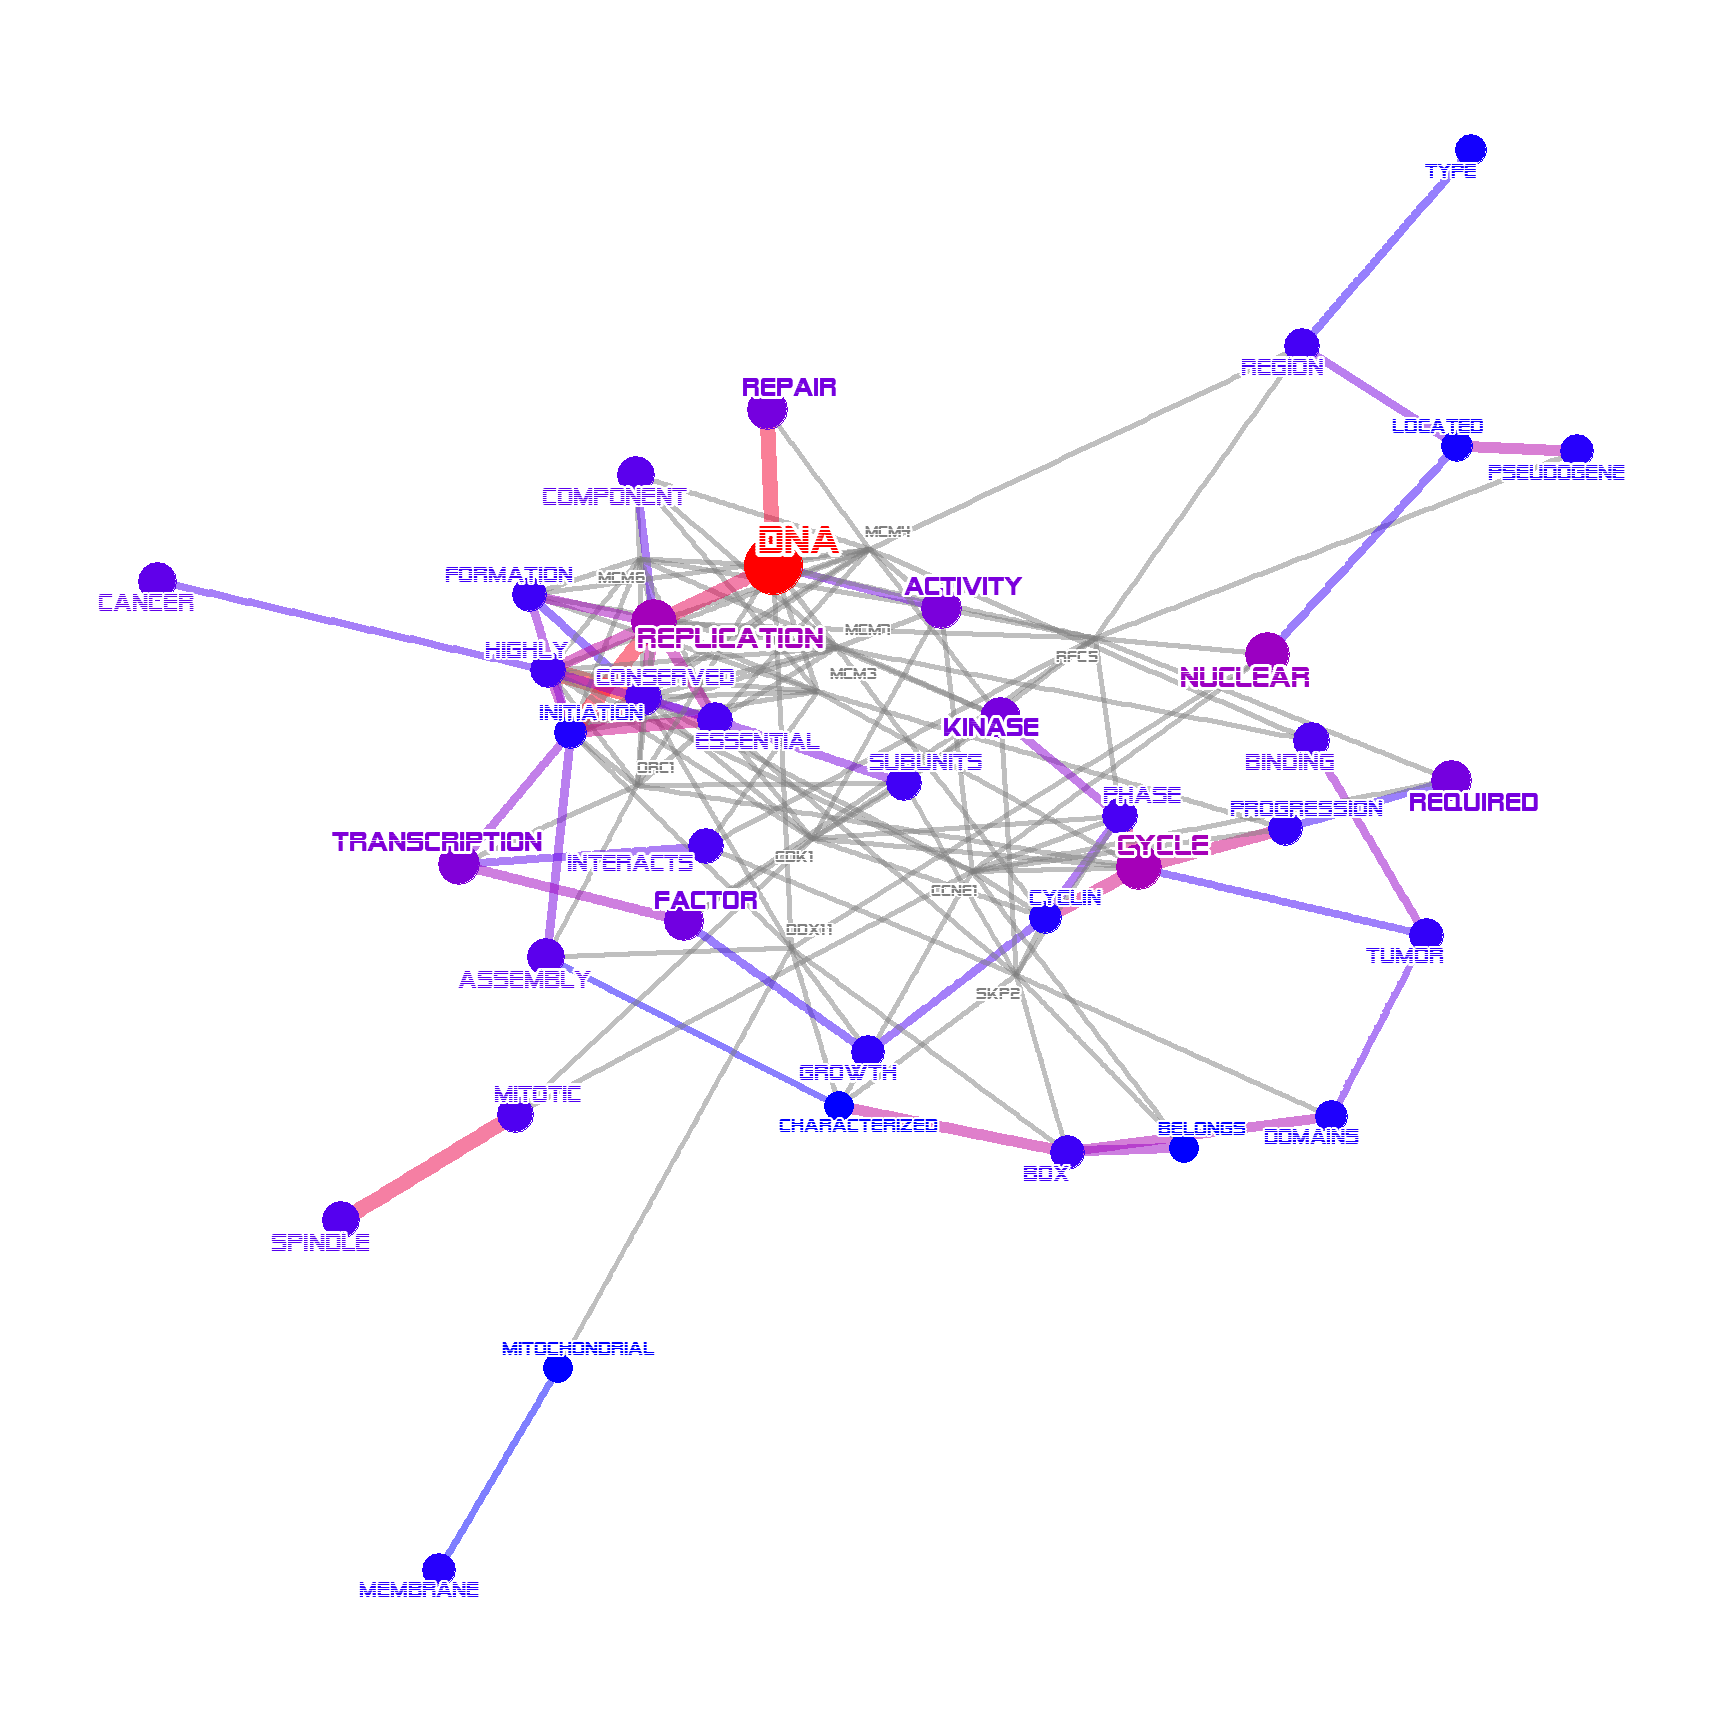 TYPE
REGION
REPAIR
LOCATED
PSEUDOGENE
COMPONENT
MCM4
DNA
FORMATION
MCM6
ACTIVITY
CANCER
MCM7
REPLICATION
HIGHLY
RFC5
CONSERVED
MCM3
NUCLEAR
INITIATION
KINASE
ESSENTIAL
SUBUNITS
BINDING
ORC1
PHASE
PROGRESSION
REQUIRED
TRANSCRIPTION
CYCLE
INTERACTS
CDK1
CCNE1
FACTOR
CYCLIN
DDX11
TUMOR
ASSEMBLY
SKP2
GROWTH
MITOTIC
CHARACTERIZED
BELONGS
DOMAINS
BOX
SPINDLE
MITOCHONDRIAL
MEMBRANE